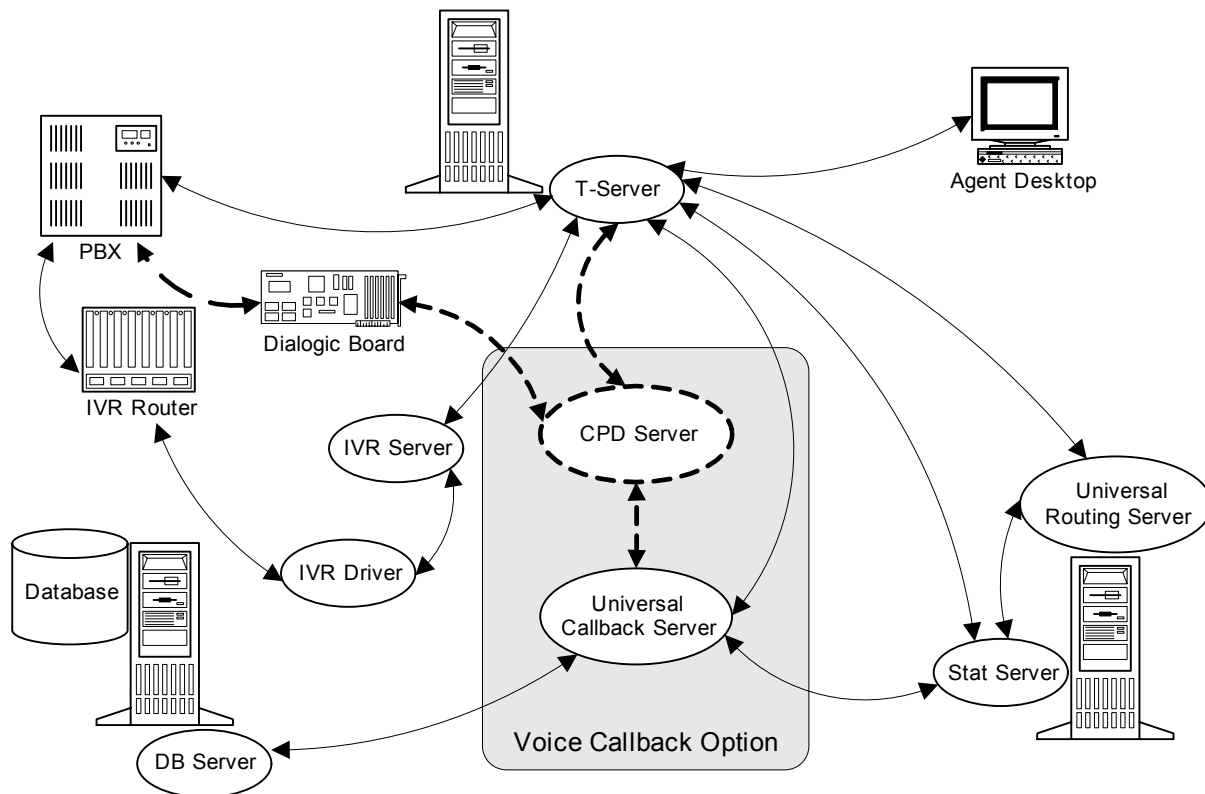 T-Server
Agent Desktop
PBX
Dialogic Board
IVR Router
IVR Server
CPD Server
Universal
Routing Server
Database
IVR Driver
Universal
Callback Server
Stat Server
Voice Callback Option
DB Server